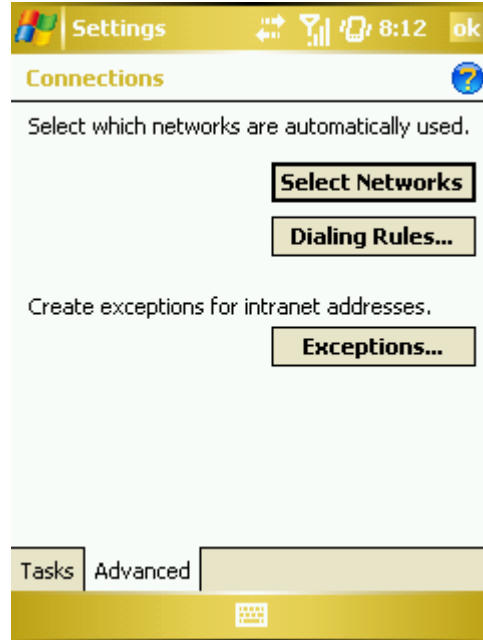 Settings 8:12 ok
Connections ?
Select which networks are automatically used.
Select Networks
Dialing Rules...
Create exceptions for intranet addresses.
Exceptions...
Tasks Advanced